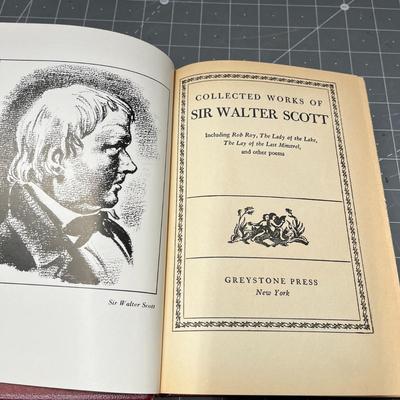 Sir Walter Scott
COLLECTED WORKS OF
SIR WALTER SCOTT
Including Rob Roy, The Lady of the Lake,
The Lay of the Last Minstrel,
and other poems
GREYSTONE PRESS
New York